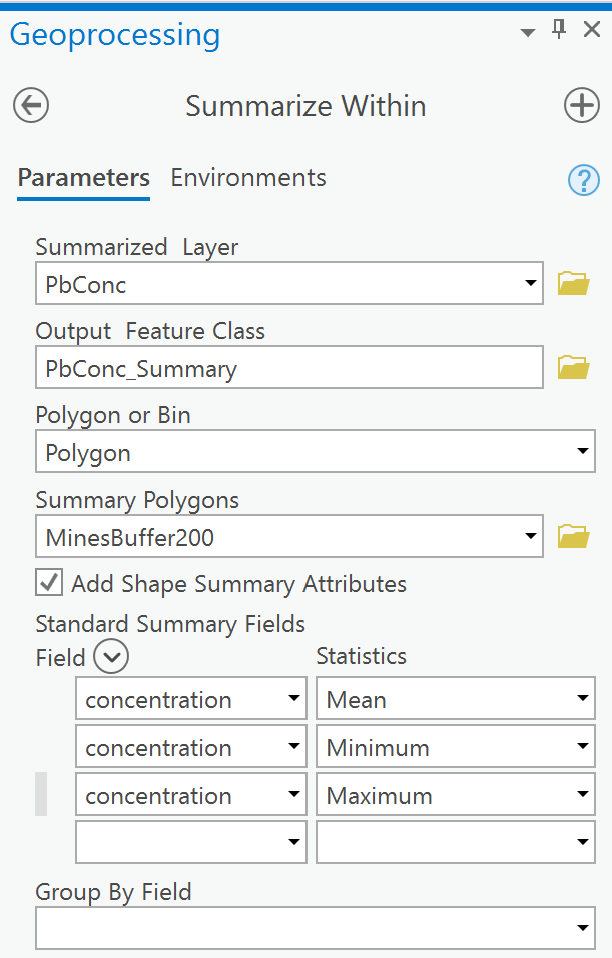 Geoprocessing
Summarize Within
Parameters Environments
Summarized Layer
PbConc
Output Feature Class
PbConc_Summary
Polygon or Bin
Polygon
Summary Polygons
MinesBuffer200
Add Shape Summary Attributes
Standard Summary Fields
Field Statistics
concentration Mean
concentration Minimum
concentration Maximum
Group By Field